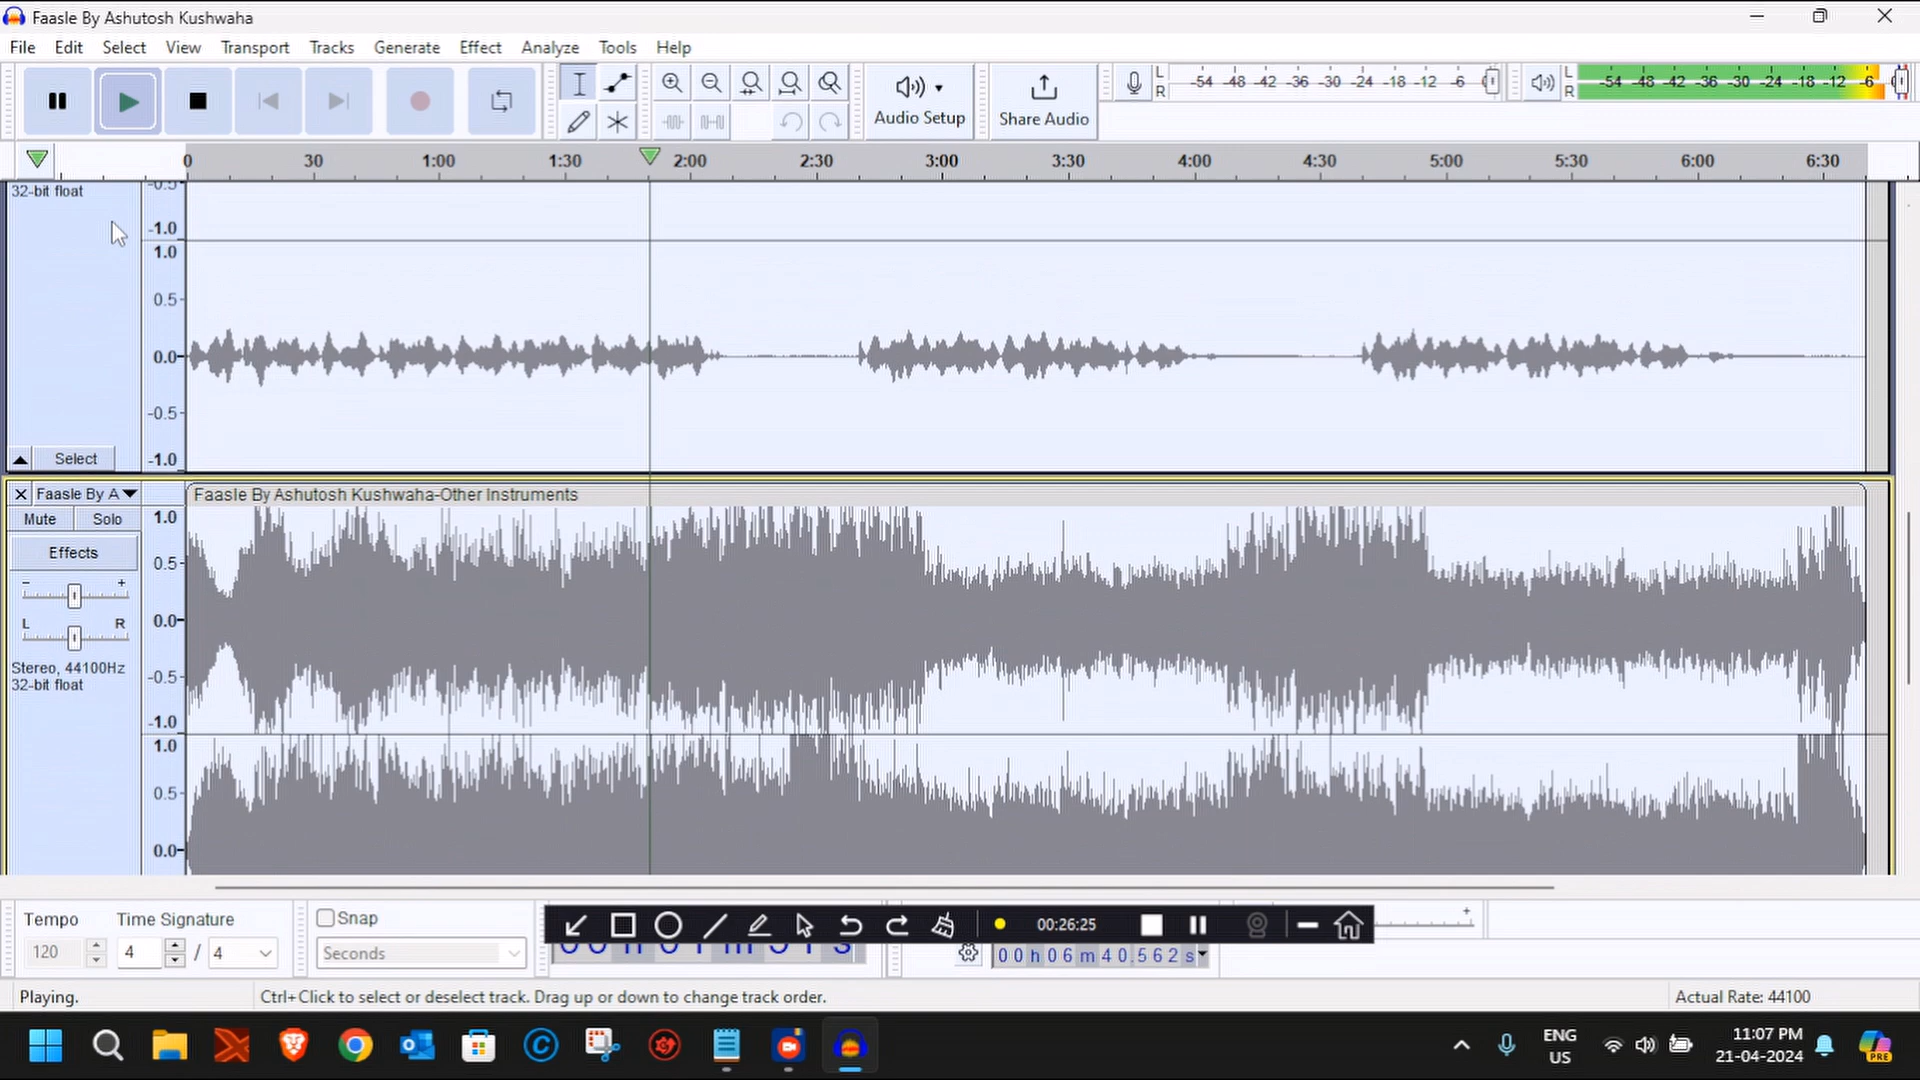 Faasle By Ashutosh Kushwaha
File Edit Select View Transport Tracks Generate Effect Analyze Tools Help
Audio Setup
Share Audio
L
R
-54 -48 -42 -36 -30 -24 -18 -12 -6
L
R
-54 -48 -42 -36 -30 -24 -18 -12 -6
0 30 1:00 1:30 2:00 2:30 3:00 3:30 4:00 4:30 5:00 5:30 6:00 6:30
32-bit float
-0.5
-1.0
1.0
0.5
0.0
-0.5
-1.0
Select
Faasle By A
Faasle By Ashutosh Kushwaha-Other Instruments
Mute Solo
Effects
- +
L R
Stereo, 44100Hz
32-bit float
1.0
0.5
0.0
-0.5
-1.0
1.0
0.5
0.0
Tempo
120
Time Signature
4 / 4
Snap
Seconds
00:26:25
+
00 h 06 m 40.562 s
Playing.
Ctrl+Click to select or deselect track. Drag up or down to change track order.
Actual Rate: 44100
ENG
US
11:07 PM
21-04-2024
PRE